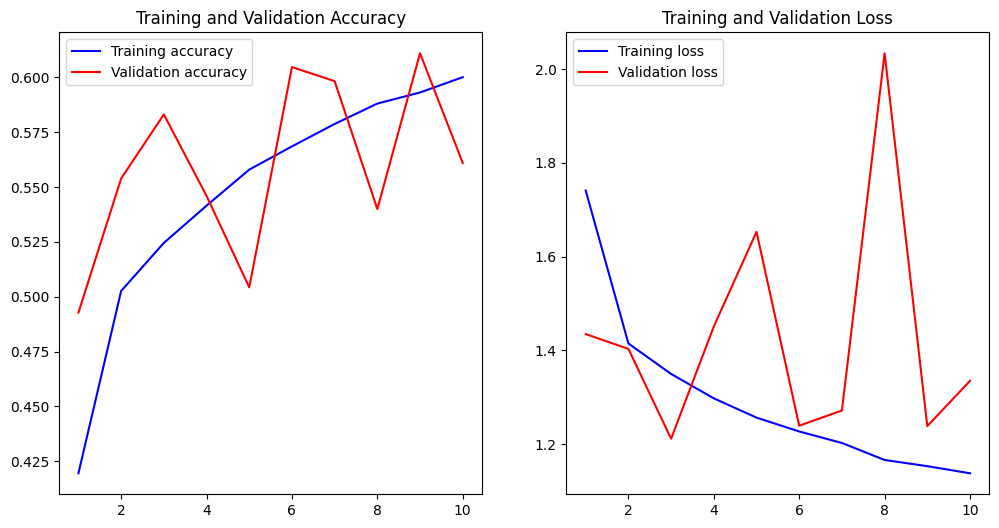 Training and Validation Accuracy
Training accuracy
Validation accuracy
0.600
0.575
0.550
0.525
0.500
0.475
0.450
0.425
2 4 6 8 10
Training and Validation Loss
Training loss
Validation loss
2.0
1.8
1.6
1.4
1.2
2 4 6 8 10